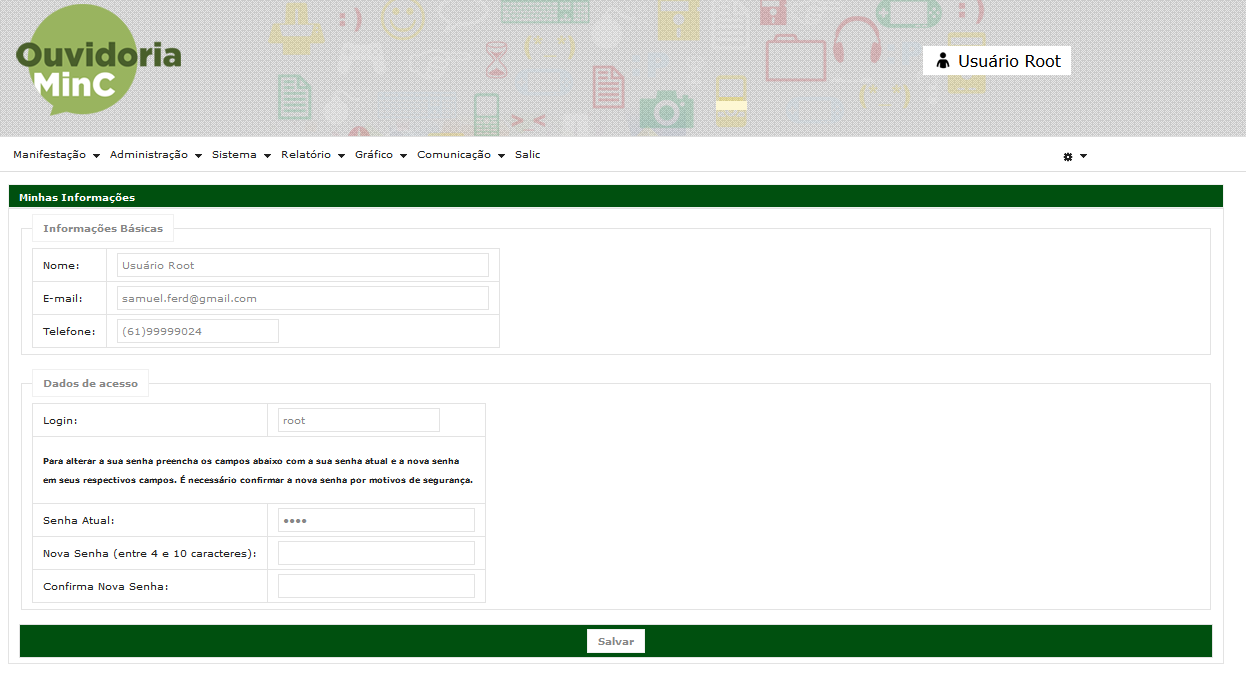 Ouvidoria
MinC
Usuário Root
Manifestação Administração Sistema Relatório Gráfico Comunicação Salic
Minhas Informações
Informações Básicas
Nome: Usuário Root
E-mail: samuel.ferd@gmail.com
Telefone: (61)99999024
Dados de acesso
Login: root
Para alterar a sua senha preencha os campos abaixo com a sua senha atual e a nova senha
em seus respectivos campos. É necessário confirmar a nova senha por motivos de segurança.
Senha Atual: ••••
Nova Senha (entre 4 e 10 caracteres):
Confirma Nova Senha:
Salvar